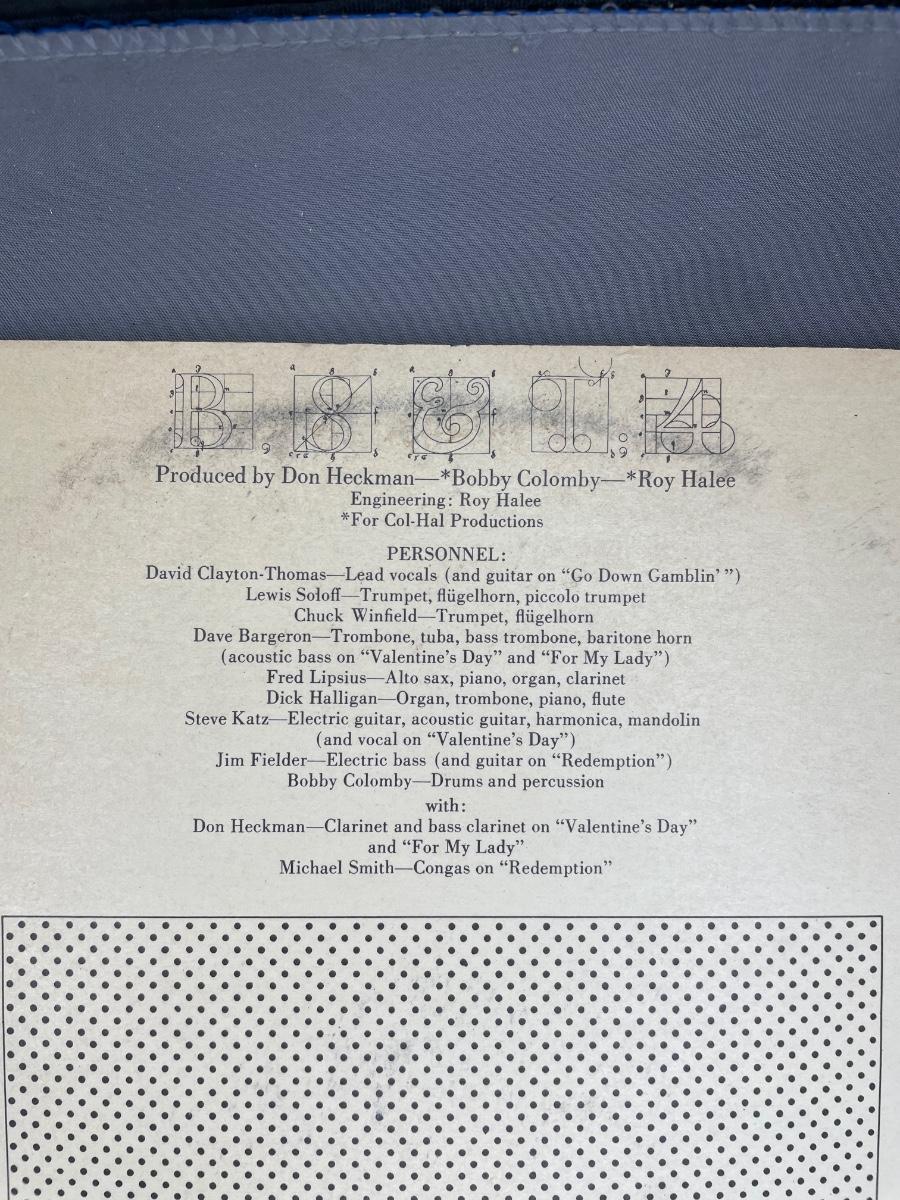 B, S & T; 4
Produced by Don Heckman—*Bobby Colomby—*Roy Halee
Engineering: Roy Halee
*For Col-Hal Productions
PERSONNEL:
David Clayton-Thomas—Lead vocals (and guitar on “Go Down Gamblin’ ”)
Lewis Soloff—Trumpet, flügelhorn, piccolo trumpet
Chuck Winfield—Trumpet, flügelhorn
Dave Bargeron—Trombone, tuba, bass trombone, baritone horn
(acoustic bass on “Valentine’s Day” and “For My Lady”)
Fred Lipsius—Alto sax, piano, organ, clarinet
Dick Halligan—Organ, trombone, piano, flute
Steve Katz—Electric guitar, acoustic guitar, harmonica, mandolin
(and vocal on “Valentine’s Day”)
Jim Fielder—Electric bass (and guitar on “Redemption”)
Bobby Colomby—Drums and percussion
with:
Don Heckman—Clarinet and bass clarinet on “Valentine’s Day”
and “For My Lady”
Michael Smith—Congas on “Redemption”